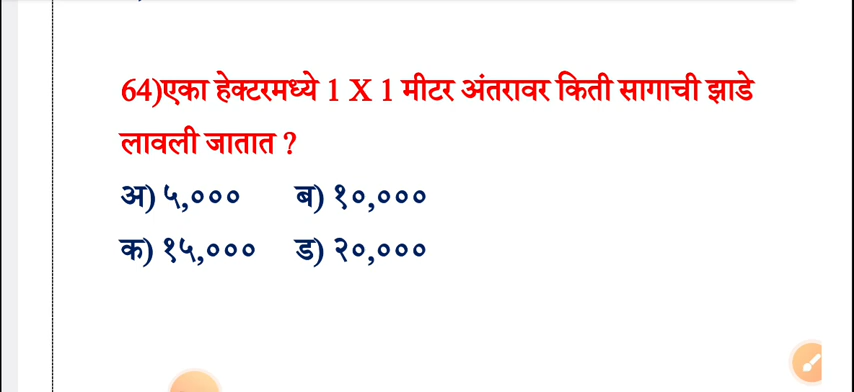 64)एका हेक्टरमध्ये 1 X 1 मीटर अंतरावर किती सागाची झाडे
लावली जातात ?
अ) ५,००० ब) १०,०००
क) १५,००० ड) २०,०००